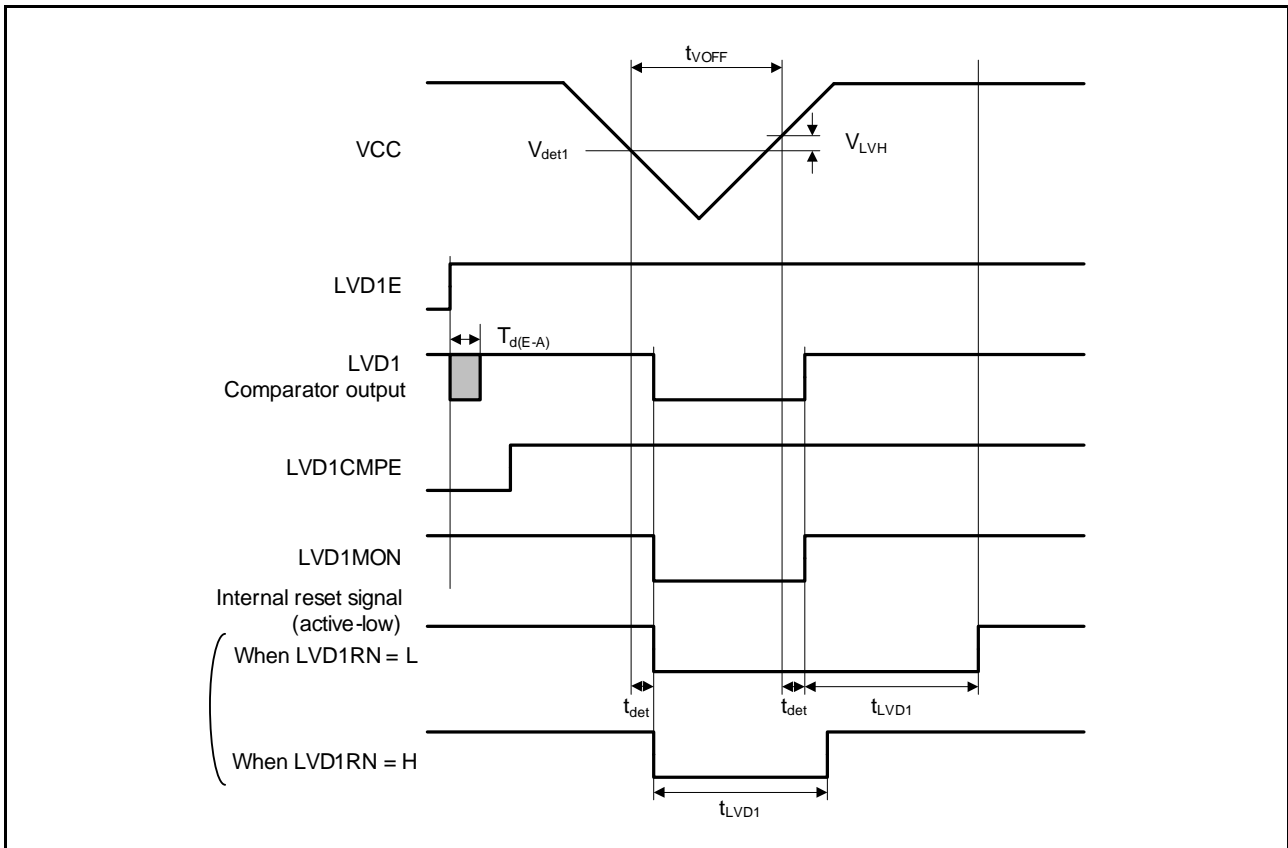 tVOFF
VCC
Vdet1
VLVH
LVD1E
Td(E-A)
LVD1
Comparator output
LVD1CMPE
LVD1MON
Internal reset signal
(active-low)
When LVD1RN = L
tdet
tdet
tLVD1
When LVD1RN = H
tLVD1